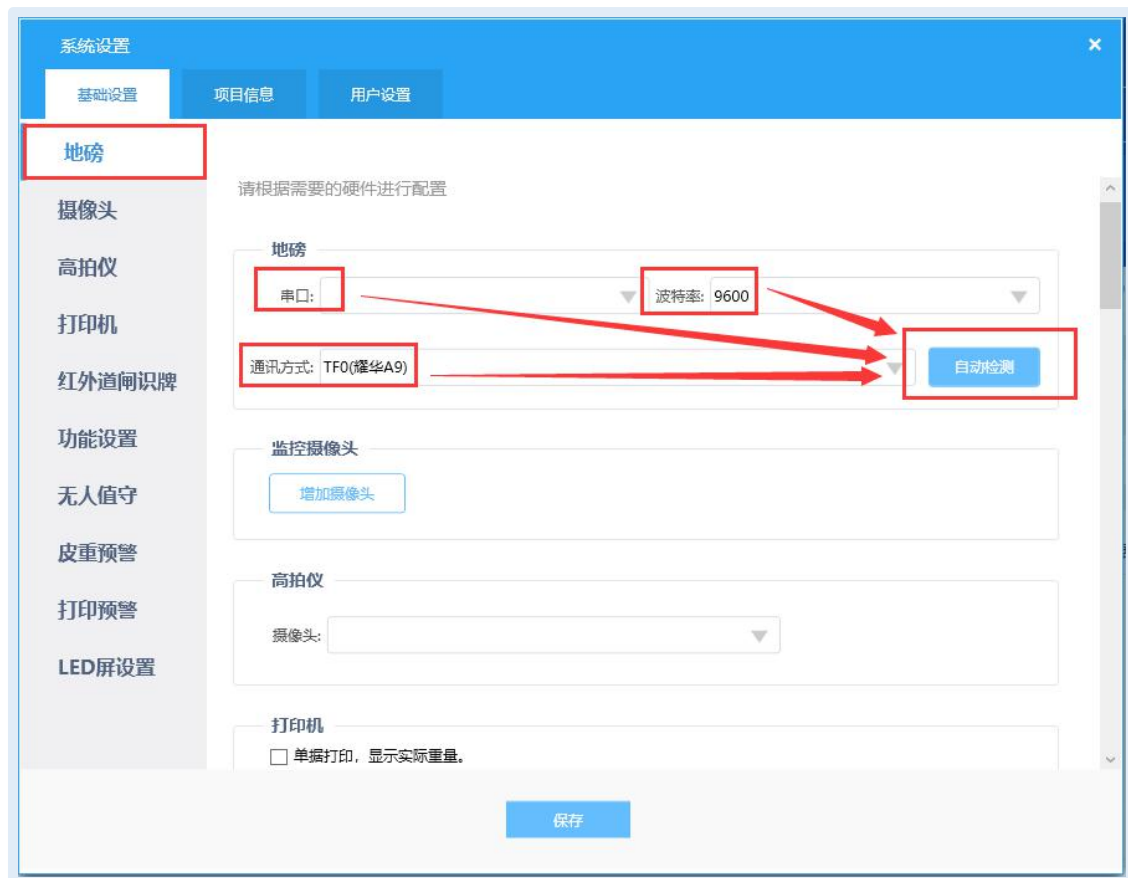 系统设置
基础设置 项目信息 用户设置
地磅
摄像头
高拍仪
打印机
红外道闸识牌
功能设置
无人值守
皮重预警
打印预警
LED屏设置
请根据需要的硬件进行配置
地磅
串口: 波特率: 9600
通讯方式: TF0(耀华A9) 自动检测
监控摄像头
增加摄像头
高拍仪
摄像头:
打印机
单据打印，显示实际重量。
保存